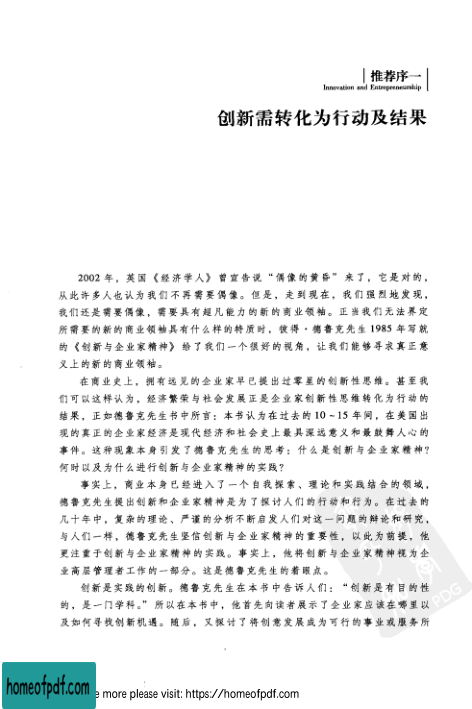 推荐序一
Innovation and Entrepreneurship
创新需转化为行动及结果
2002 年，英国《经济学人》曾宣告说“偶像的黄昏”来了，它是对的，
从此许多人也认为我们不再需要偶像。但是，走到现在，我们强烈地发现，
我们还是需要偶像，需要具有超凡能力的新的商业领袖。正当我们无法界定
所需要的新的商业领袖具有什么样的特质时，彼得·德鲁克先生 1985 年写就
的《创新与企业家精神》给了我们一个很好的视角，让我们能够寻求真正意
义上的新的商业领袖。
在商业史上，拥有远见的企业家早已提出过零星的创新性思维。甚至我
们可以这样认为，经济繁荣与社会发展正是企业家创新性思维转化为行动的
结果，正如德鲁克先生书中所言：本书认为在过去的 10～15 年间，在美国出
现的真正的企业家经济是现代经济和社会史上最具深远意义和最鼓舞人心的
事件。这种现象本身引发了德鲁克先生的思考：什么是创新与企业家精神？
何时以及为什么进行创新与企业家精神的实践？
事实上，商业本身已经进入了一个自我探索、理论和实践结合的领域，
德鲁克先生提出创新和企业家精神是为了探讨人们的行动和行为。在过去的
几十年中，复杂的理论、严谨的分析不断启发人们对这一问题的辩论和研究，
与人们一样，德鲁克先生坚信创新与企业家精神的重要性，以此为前提，他
更注重于创新与企业家精神的实践。事实上，他将创新与企业家精神视为企
业高层管理者工作的一部分。这是德鲁克先生的着眼点。
创新是实践的创新。德鲁克先生在本书中告诉人们：“创新是有目的性
的，是一门学科。”所以在本书中，他首先向读者展示了企业家应该在哪里以
及如何寻找创新机遇。随后，又探讨了将创意发展成为可行的事业或服务所
PDG
homeofpdf.com
e more please visit: https://homeofpdf.com